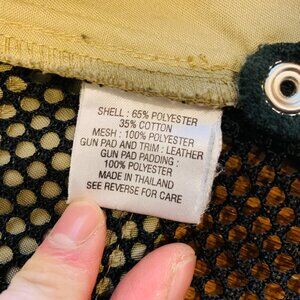 SHELL : 65% POLYESTER
35% COTTON
MESH : 100% POLYESTER
GUN PAD AND TRIM : LEATHER
GUN PAD PADDING :
100% POLYESTER
MADE IN THAILAND
SEE REVERSE FOR CARE